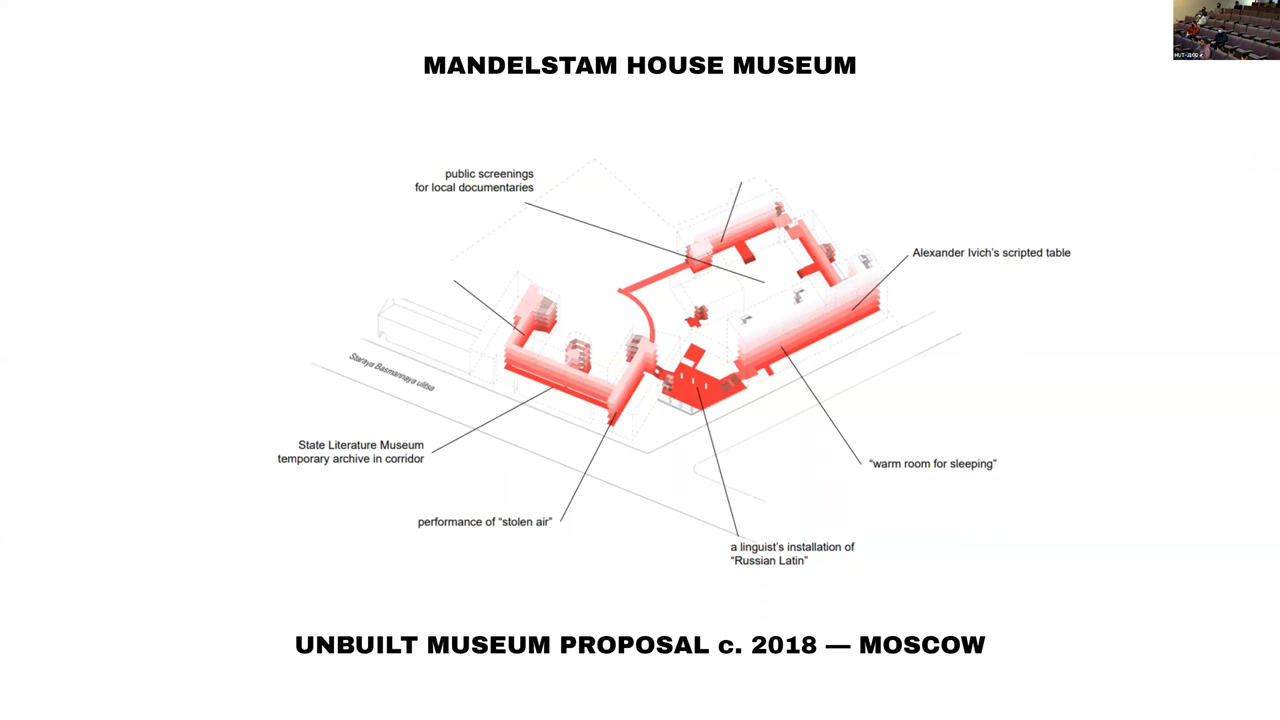 MANDELSTAM HOUSE MUSEUM
public screenings
for local documentaries
Alexander Ivich's scripted table
Staraya Basmannaya ulitsa
State Literature Museum
temporary archive in corridor
"warm room for sleeping"
performance of "stolen air"
a linguist's installation of
"Russian Latin"
UNBUILT MUSEUM PROPOSAL c. 2018 — MOSCOW